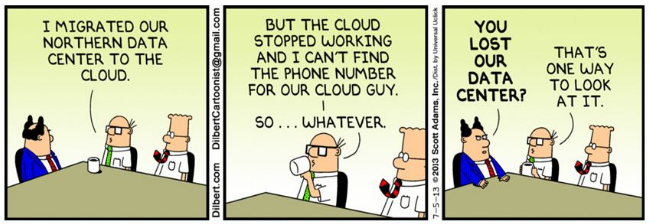 I MIGRATED OUR
NORTHERN DATA
CENTER TO THE
CLOUD.
Dilbert.com DilbertCartoonist@gmail.com
BUT THE CLOUD
STOPPED WORKING
AND I CAN'T FIND
THE PHONE NUMBER
FOR OUR CLOUD GUY.
SO . . . WHATEVER.
7-5-13 ©2013 Scott Adams, Inc. /Dist. by Universal Uclick
YOU
LOST
OUR
DATA
CENTER?
THAT'S
ONE WAY
TO LOOK
AT IT.